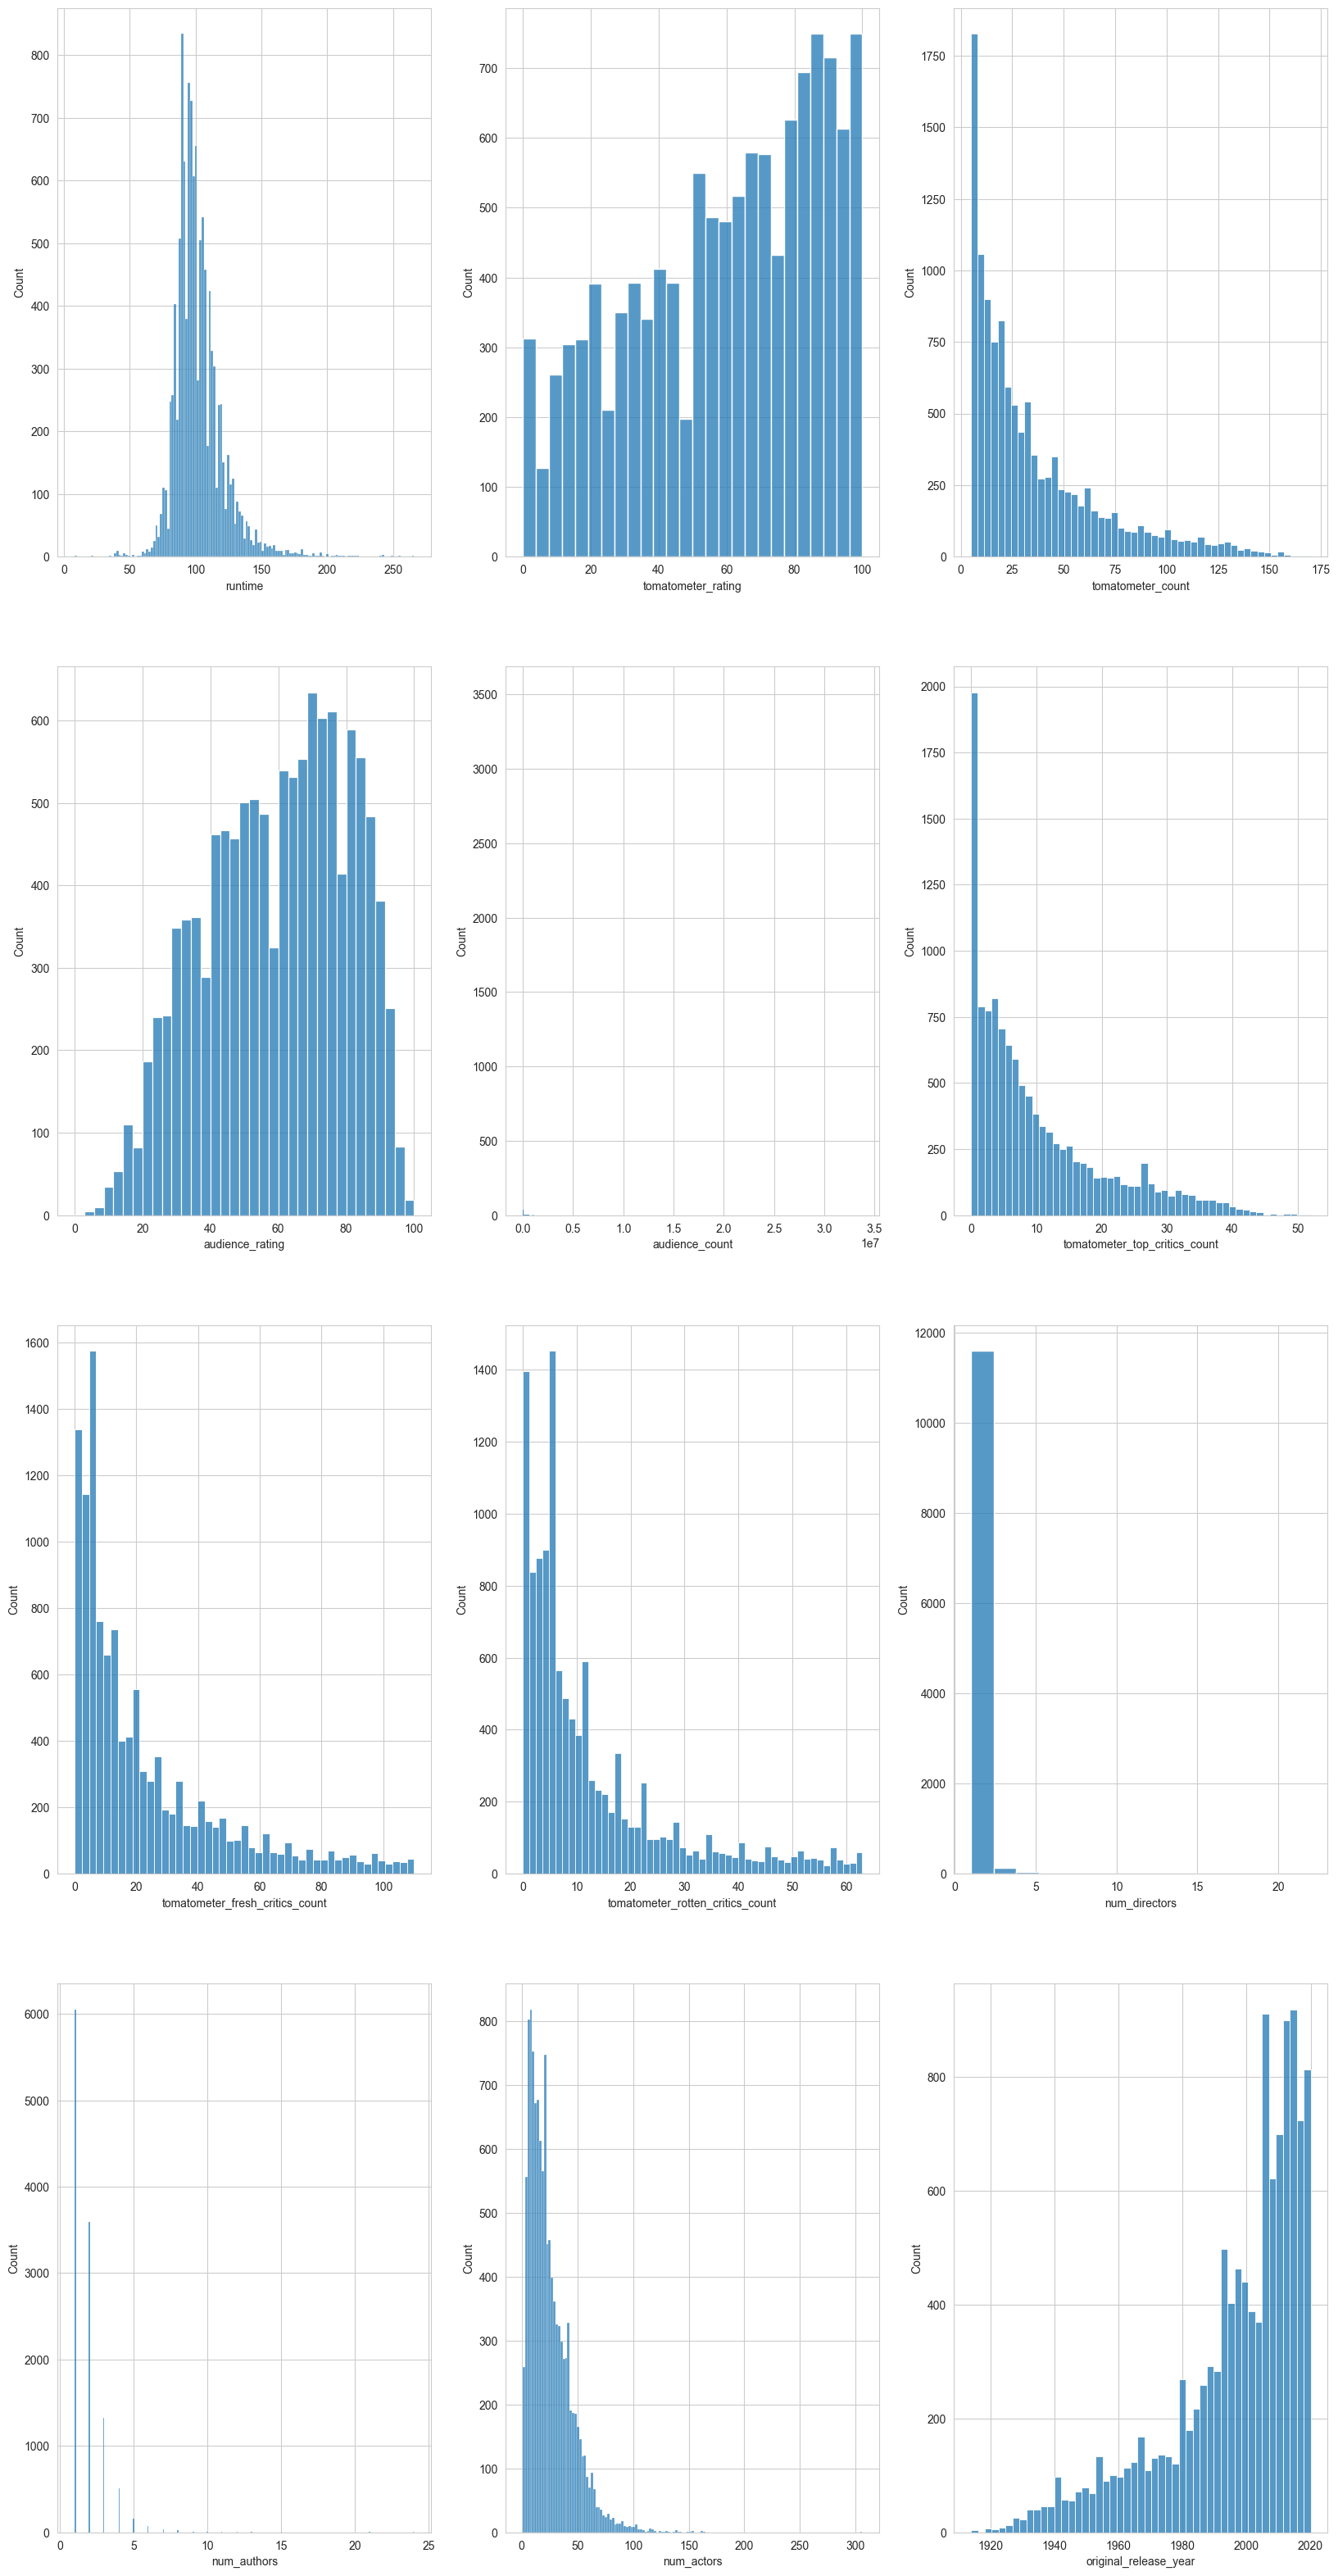 800
700
600
500
400
300
200
100
0
Count
0 50 100 150 200 250
runtime
700
600
500
400
300
200
100
0
Count
0 20 40 60 80 100
tomatometer_rating
1750
1500
1250
1000
750
500
250
0
Count
0 25 50 75 100 125 150 175
tomatometer_count
600
500
400
300
200
100
0
Count
0 20 40 60 80 100
audience_rating
3500
3000
2500
2000
1500
1000
500
0
Count
0.0 0.5 1.0 1.5 2.0 2.5 3.0 3.5
1e7
audience_count
2000
1750
1500
1250
1000
750
500
250
0
Count
0 10 20 30 40 50
tomatometer_top_critics_count
1600
1400
1200
1000
800
600
400
200
0
Count
0 20 40 60 80 100
tomatometer_fresh_critics_count
1400
1200
1000
800
600
400
200
0
Count
0 10 20 30 40 50 60
tomatometer_rotten_critics_count
12000
10000
8000
6000
4000
2000
0
Count
0 5 10 15 20
num_directors
6000
5000
4000
3000
2000
1000
0
Count
0 5 10 15 20 25
num_authors
800
700
600
500
400
300
200
100
0
Count
0 50 100 150 200 250 300
num_actors
800
600
400
200
0
Count
1920 1940 1960 1980 2000 2020
original_release_year